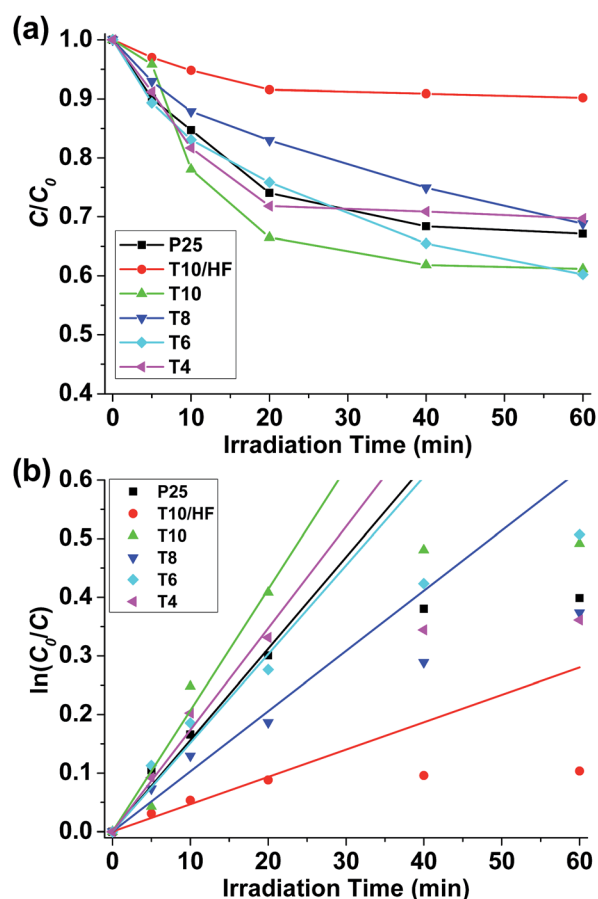 (a)
1.0
0.9
0.8
0.7
0.6
0.5
0.4
C/C0
P25
T10/HF
T10
T8
T6
T4
0 10 20 30 40 50 60
Irradiation Time (min)
(b)
0.6
0.5
0.4
0.3
0.2
0.1
0.0
ln(C0/C)
P25
T10/HF
T10
T8
T6
T4
0 10 20 30 40 50 60
Irradiation Time (min)